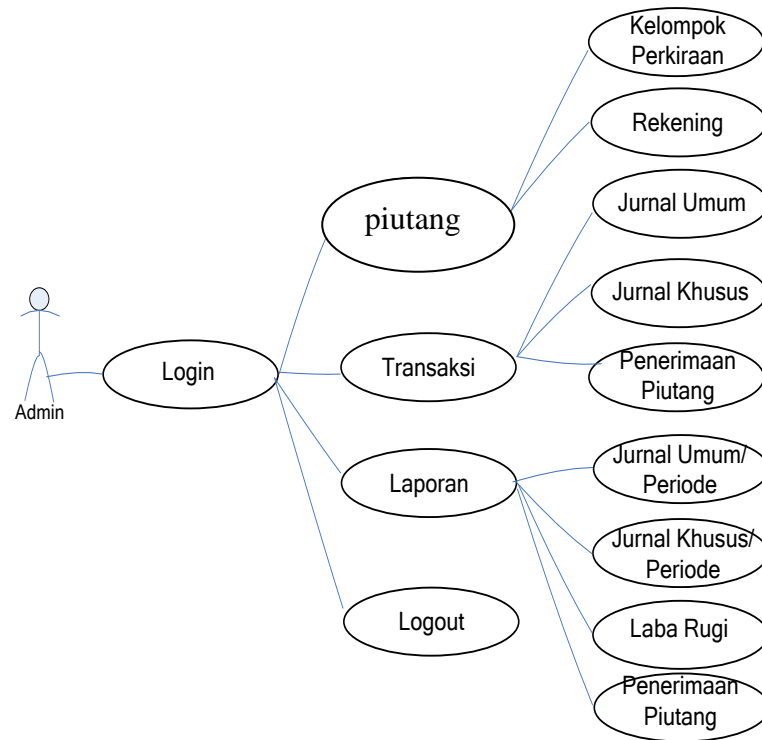 Kelompok
Perkiraan
Rekening
piutang
Jurnal Umum
Jurnal Khusus
Admin
Login
Transaksi
Penerimaan
Piutang
Laporan
Jurnal Umum/
Periode
Jurnal Khusus/
Periode
Logout
Laba Rugi
Penerimaan
Piutang